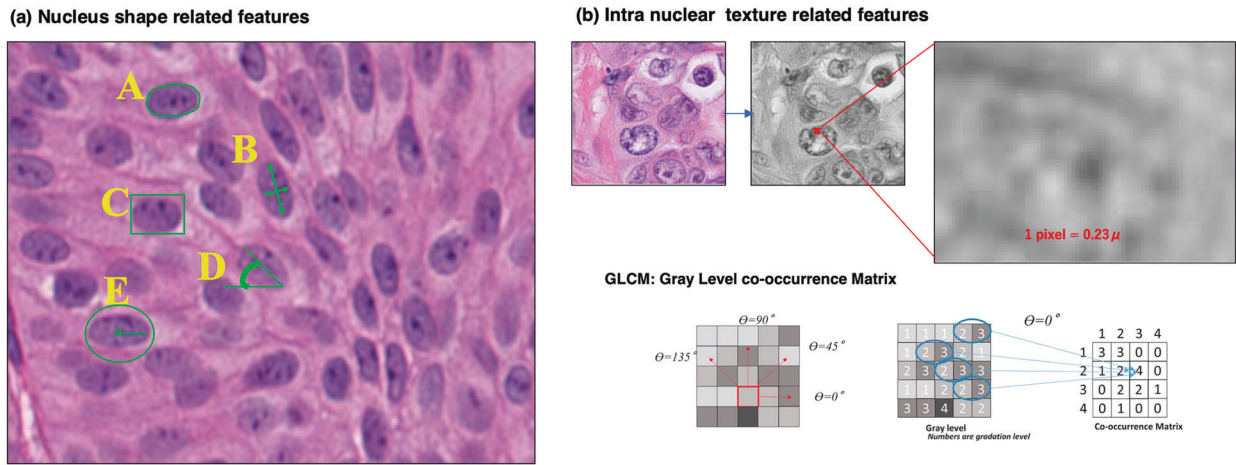 (a) Nucleus shape related features
A
B
C
D
E
(b) Intra nuclear texture related features
1 pixel = 0.23 μ
GLCM: Gray Level co-occurrence Matrix
Θ=90°
Θ=135°
Θ=45°
Θ=0°
1 1 1 2 3
1 2 3 2 1
2 3 2 3 3
1 1 2 2 3
3 3 4 2 2
Gray level
Numbers are gradation level
Θ=0°
1 2 3 4
1 3 3 0 0
2 1 2 4 0
3 0 2 2 1
4 0 1 0 0
Co-occurrence Matrix